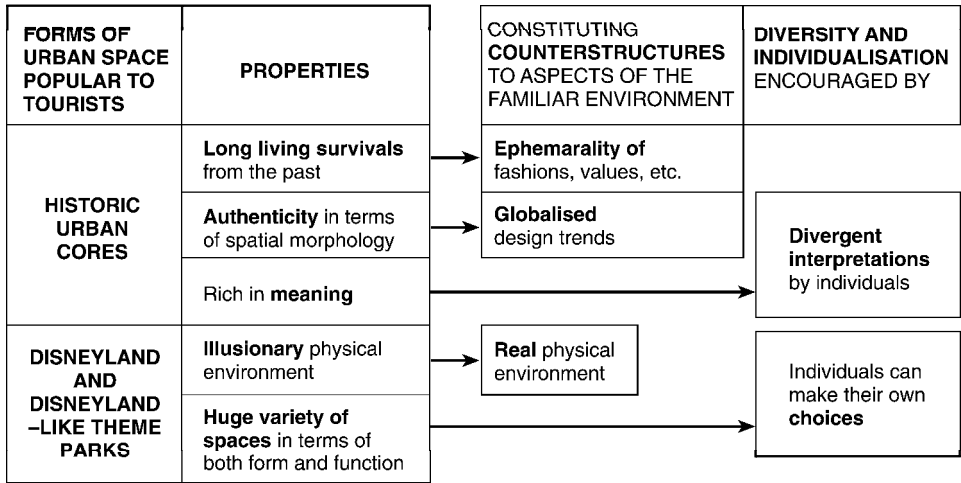 FORMS OF
URBAN SPACE
POPULAR TO
TOURISTS
PROPERTIES
CONSTITUTING
COUNTERSTRUCTURES
TO ASPECTS OF THE
FAMILIAR ENVIRONMENT
DIVERSITY AND
INDIVIDUALISATION
ENCOURAGED BY
HISTORIC
URBAN
CORES
Long living survivals
from the past
Ephemarality of
fashions, values, etc.
Authenticity in terms
of spatial morphology
Globalised
design trends
Rich in meaning
Divergent
interpretations
by individuals
DISNEYLAND
AND
DISNEYLAND
–LIKE THEME
PARKS
Illusionary physical
environment
Real physical
environment
Huge variety of
spaces in terms of
both form and function
Individuals can
make their own
choices